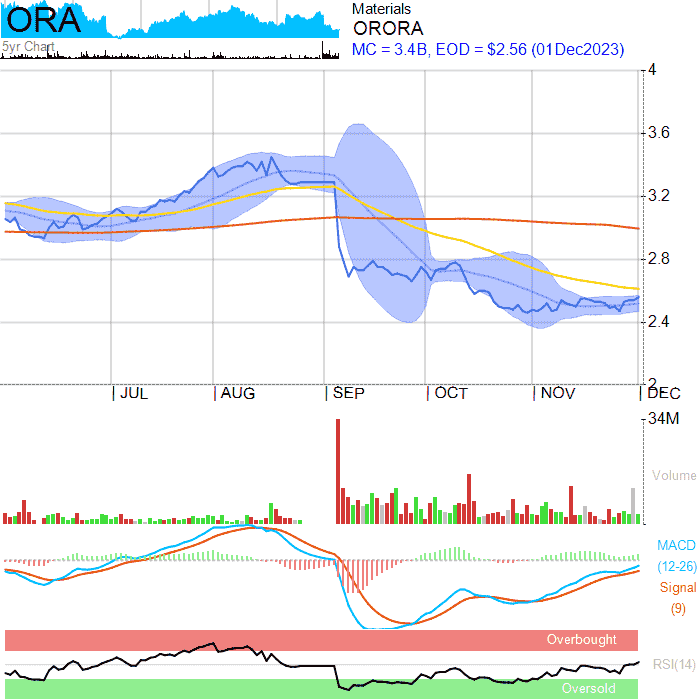 ORA
5yr Chart
Materials
ORORA
MC = 3.4B, EOD = $2.56 (01Dec2023)
4
3.6
3.2
2.8
2.4
2
JUL AUG SEP OCT NOV DEC
34M
Volume
MACD
(12-26)
Signal
(9)
Overbought
RSI(14)
Oversold